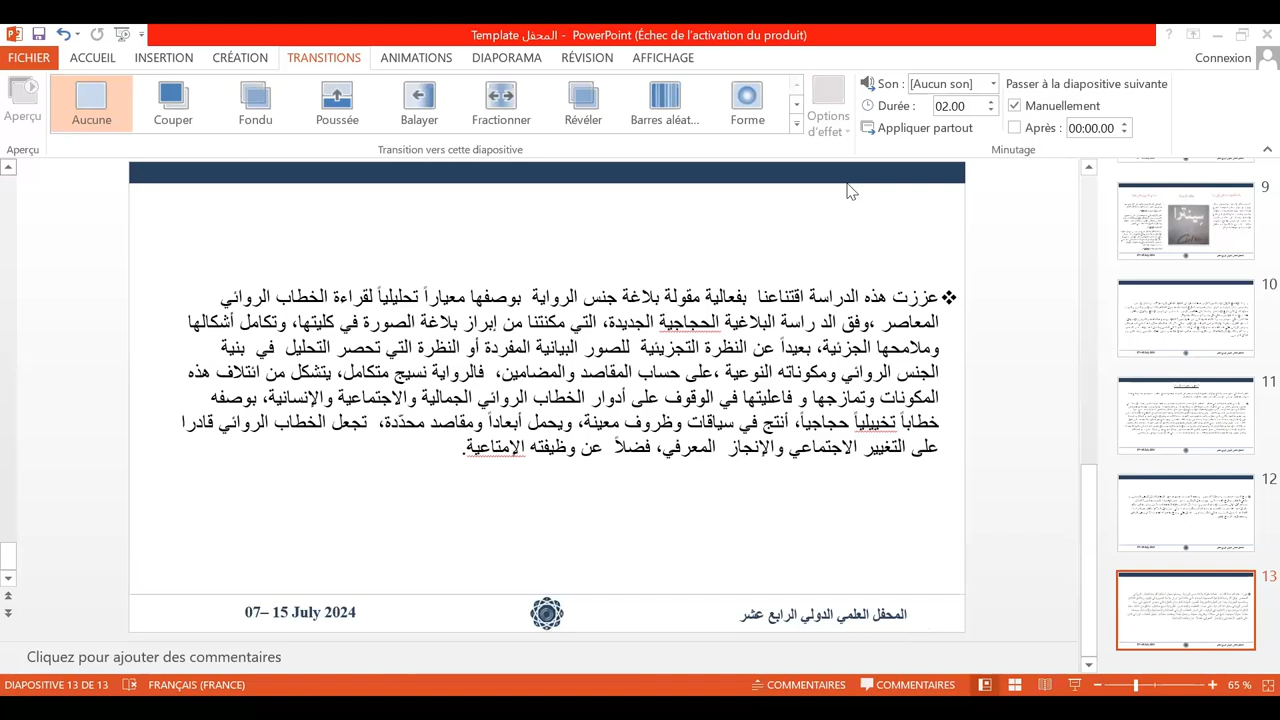 Template المحفل - PowerPoint (Échec de l'activation du produit)
FICHIER ACCUEIL INSERTION CRÉATION TRANSITIONS ANIMATIONS DIAPORAMA RÉVISION AFFICHAGE Connexion
Aperçu
Aucune Couper Fondu Poussée Balayer Fractionner Révéler Barres aléat... Forme
Options d'effet
Son : [Aucun son]
Durée : 02.00
Appliquer partout
Passer à la diapositive suivante
Manuellement
Après : 00:00.00
Aperçu Transition vers cette diapositive Minutage
❖ عززت هذه الدراسة اقتناعنا بفعالية مقولة بلاغة جنس الرواية بوصفها معياراً تحليلياً لقراءة الخطاب الروائي
المعاصر ،وفق الد راسة البلاغية الحجاجية الجديدة، التي مكنتنا من إبراز بلاغة الصورة في كليتها، وتكامل أشكالها
وملامحها الجزئية، بعيداً عن النظرة التجزيئية للصور البيانية المفردة أو النظرة التي تحصر التحليل في بنية
الجنس الروائي ومكوناته النوعية ،على حساب المقاصد والمضامين، فالرواية نسيج متكامل، يتشكل من ائتلاف هذه
المكونات وتمازجها و فاعليتها في الوقوف على أدوار الخطاب الروائي الجمالية والاجتماعية والإنسانية، بوصفه
خطاباً تخييلياً حجاجياً، أنتج في سياقات وظروف معينة، ويحمل أبعاداً ومقاصد محدّدة، تجعل الخطاب الروائي قادرا
على التغيير الاجتماعي والإنجاز المعرفي، فضلاً عن وظيفته الإمتاعية.
07– 15 July 2024
المحفل العلمي الدولي الرابع عشر
9
10
11
12
13
Cliquez pour ajouter des commentaires
DIAPOSITIVE 13 DE 13 FRANÇAIS (FRANCE) COMMENTAIRES COMMENTAIRES 65 %